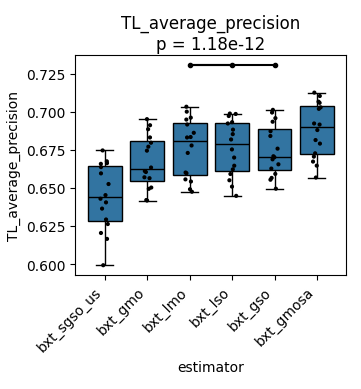 TL_average_precision
p = 1.18e-12
TL_average_precision
0.725
0.700
0.675
0.650
0.625
0.600
bxt_sgso_us
bxt_gmo
bxt_lmo
bxt_lso
bxt_gso
bxt_gmosa
estimator